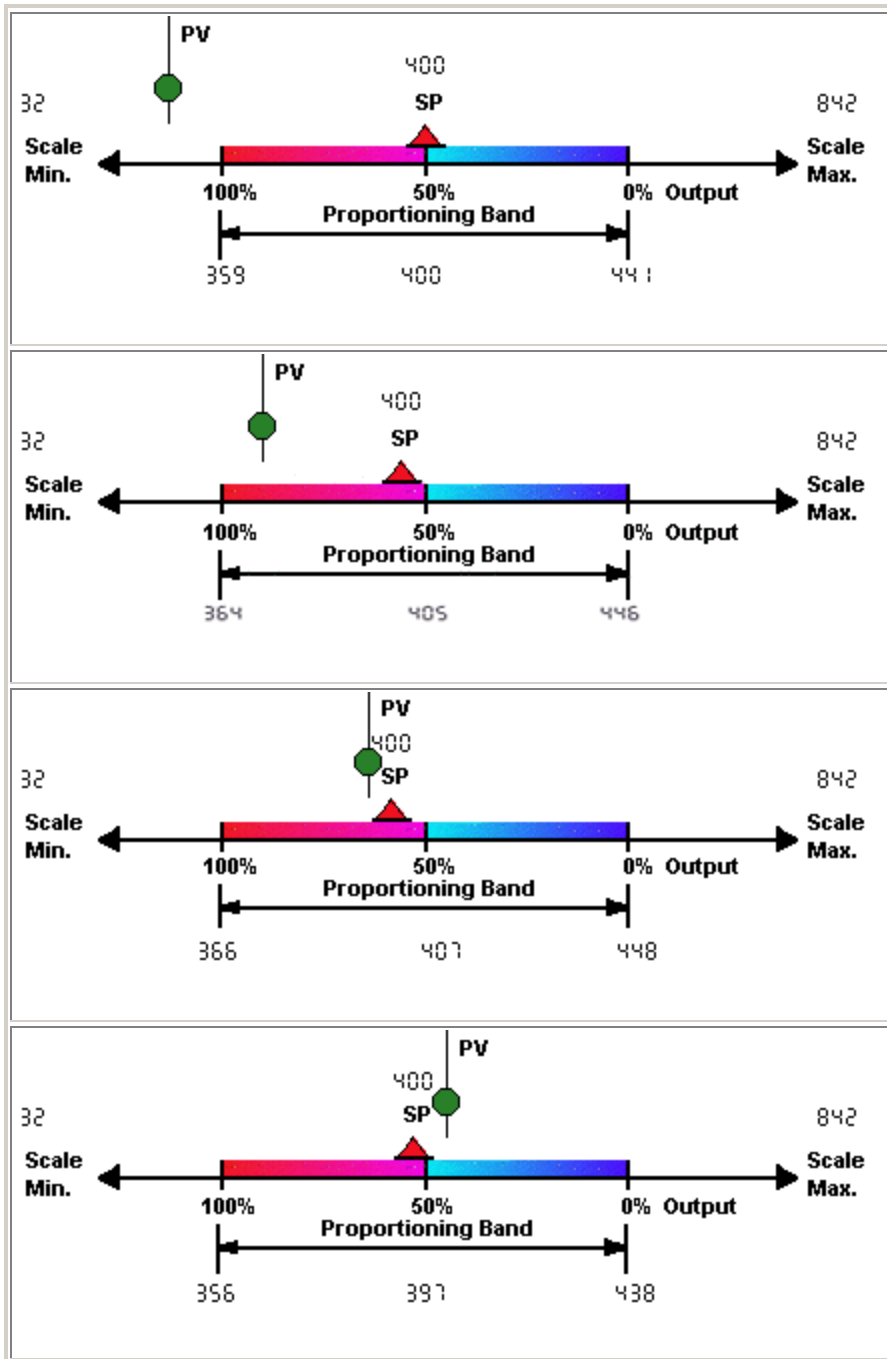 PV
400
32 SP 842
Scale Scale
Min. Max.
100% 50% 0% Output
Proportioning Band
359 400 441
PV
400
32 SP 842
Scale Scale
Min. Max.
100% 50% 0% Output
Proportioning Band
364 405 446
PV
400
32 SP 842
Scale Scale
Min. Max.
100% 50% 0% Output
Proportioning Band
366 407 448
PV
400
32 SP 842
Scale Scale
Min. Max.
100% 50% 0% Output
Proportioning Band
356 397 438